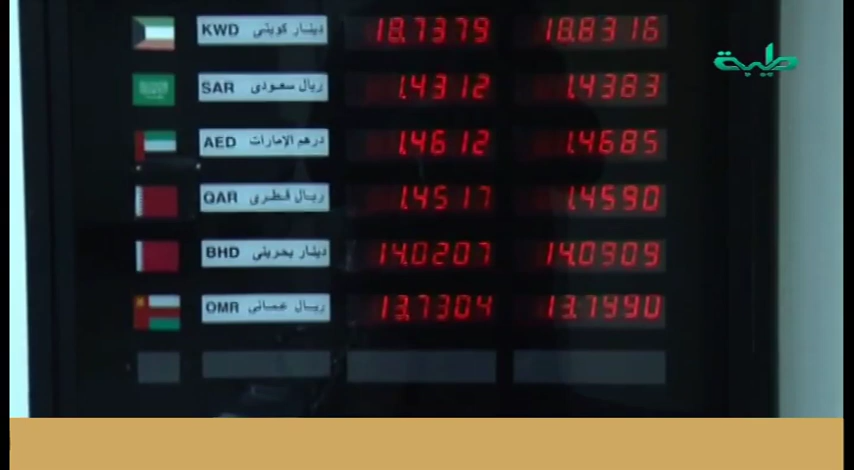 KWD دينار كويتي 18.7379 18.8316
طيبة
SAR ريال سعودي 1.4312 1.4383
AED درهم الإمارات 1.4612 1.4685
QAR ريال قطري 1.4517 1.4590
BHD دينار بحريني 14.0207 14.0909
OMR ريال عماني 13.7304 13.7990